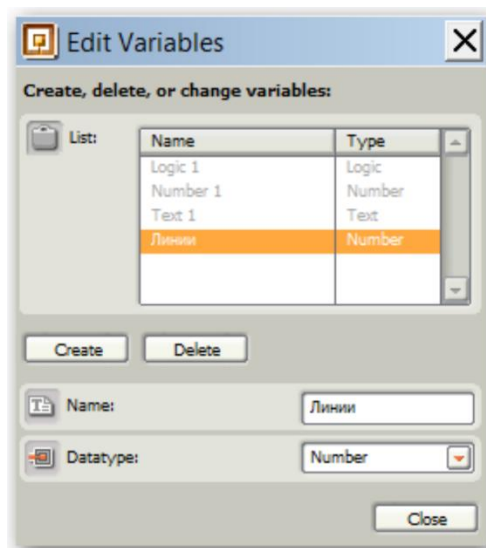 Edit Variables
Create, delete, or change variables:
List:
Name Type
Logic 1 Logic
Number 1 Number
Text 1 Text
Линии Number
Create Delete
Name: Линии
Datatype: Number
Close